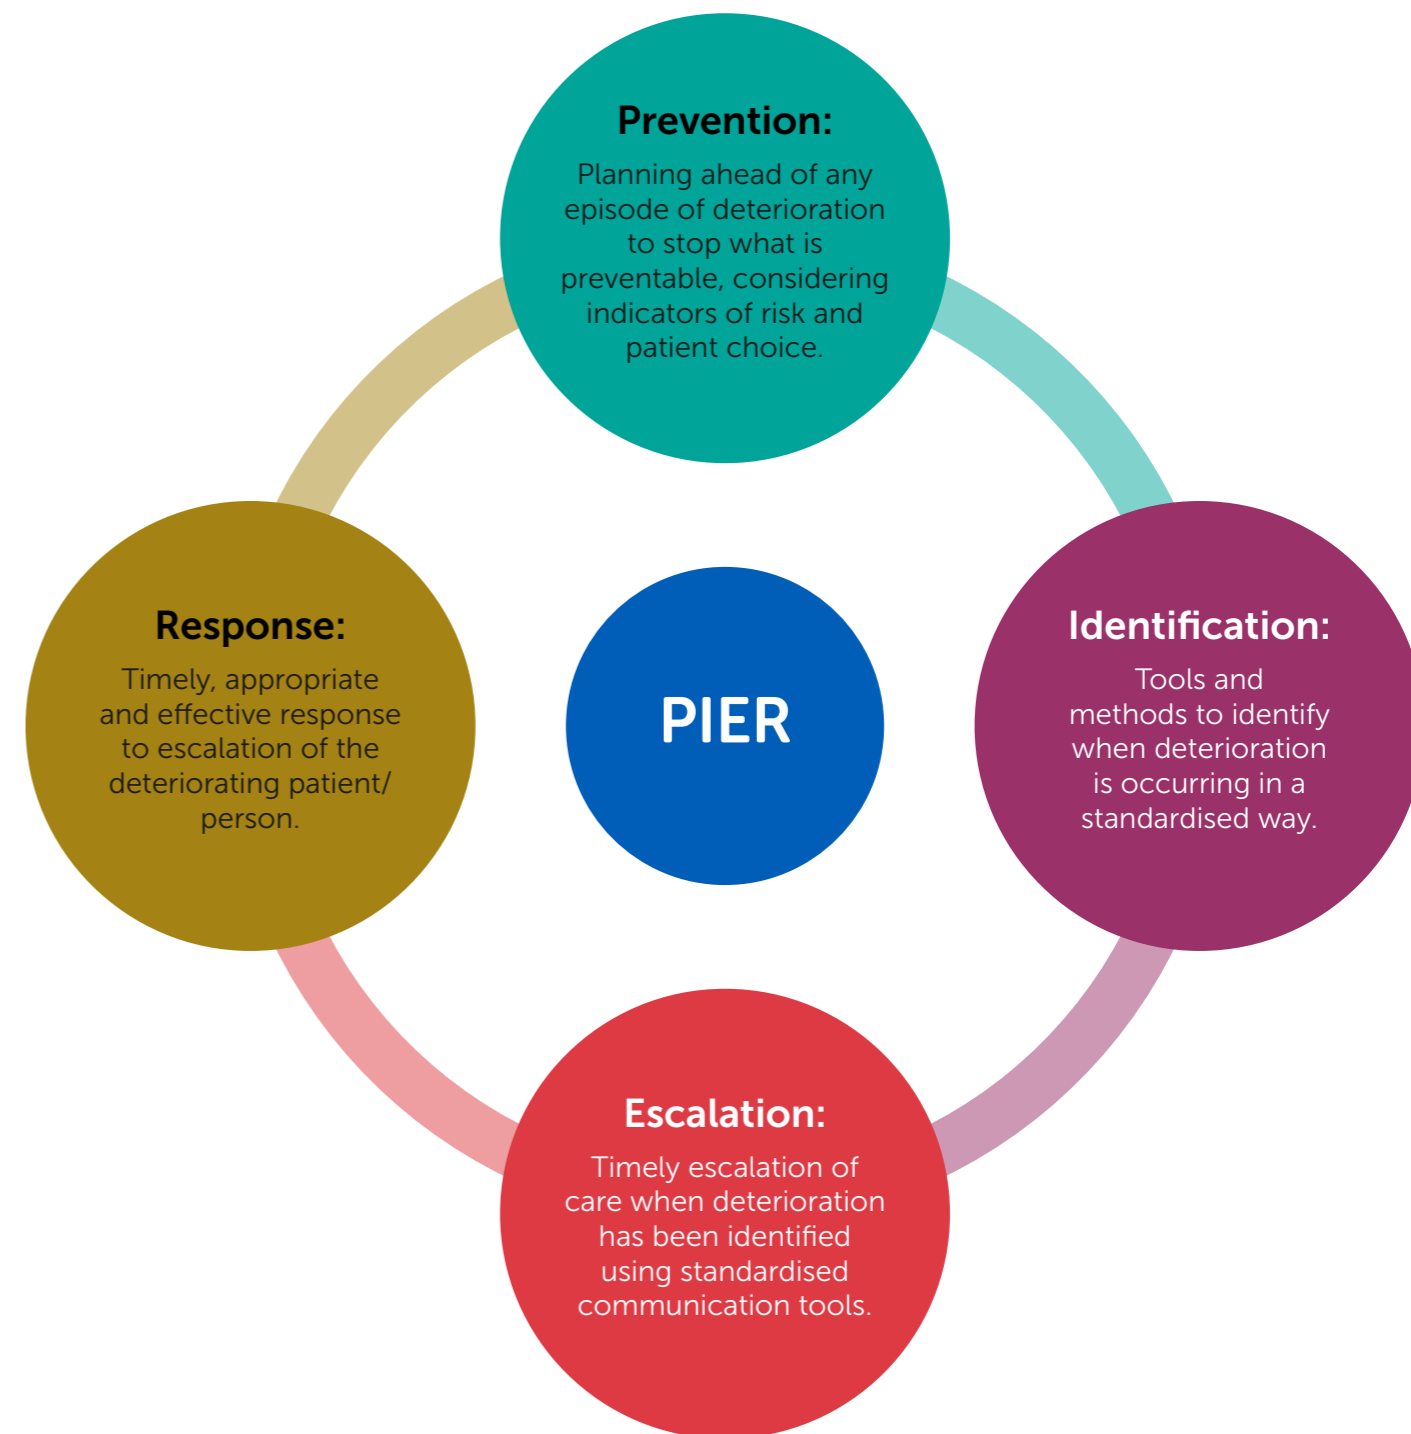 Prevention:
Planning ahead of any
episode of deterioration
to stop what is
preventable, considering
indicators of risk and
patient choice.
Identification:
Tools and
methods to identify
when deterioration
is occurring in a
standardised way.
Escalation:
Timely escalation of
care when deterioration
has been identified
using standardised
communication tools.
Response:
Timely, appropriate
and effective response
to escalation of the
deteriorating patient/
person.
PIER